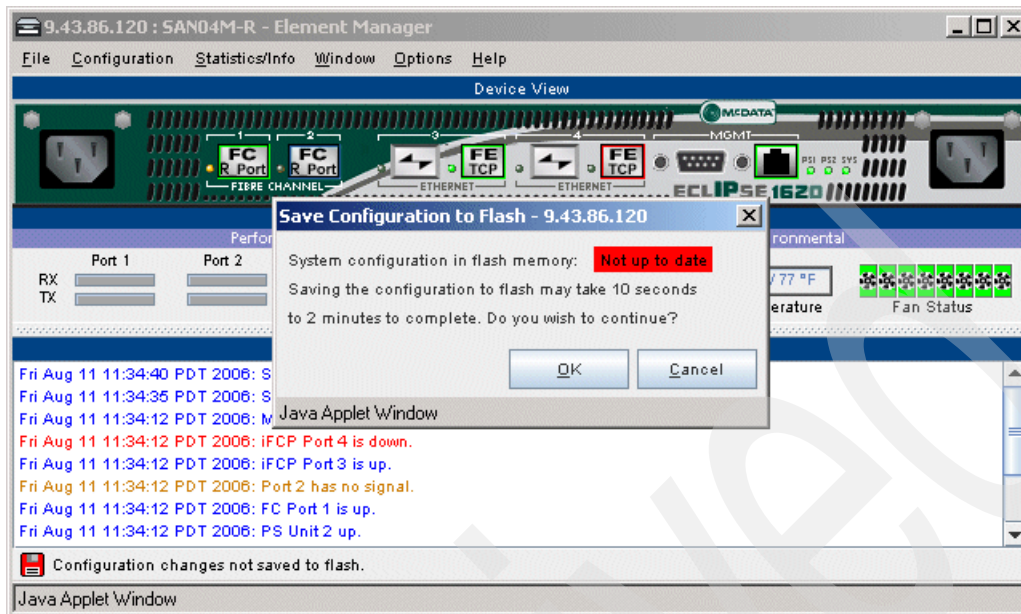 9.43.86.120 : SAN04M-R - Element Manager
File Configuration Statistics/Info Window Options Help
Device View
McDATA
1 2 3 4 MGMT
FC R_Port FC R_Port FE TCP FE TCP PS1 PS2 SYS
FIBRE CHANNEL ETHERNET ETHERNET ECLIPSE 1620
Save Configuration to Flash - 9.43.86.120
Perfor ronmental
Port 1 Port 2
System configuration in flash memory: Not up to date
RX / 77 °F
Saving the configuration to flash may take 10 seconds
TX erature Fan Status
to 2 minutes to complete. Do you wish to continue?
OK Cancel
Java Applet Window
Fri Aug 11 11:34:40 PDT 2006: S
Fri Aug 11 11:34:35 PDT 2006: S
Fri Aug 11 11:34:12 PDT 2006: M
Fri Aug 11 11:34:12 PDT 2006: iFCP Port 4 is down.
Fri Aug 11 11:34:12 PDT 2006: iFCP Port 3 is up.
Fri Aug 11 11:34:12 PDT 2006: Port 2 has no signal.
Fri Aug 11 11:34:12 PDT 2006: FC Port 1 is up.
Fri Aug 11 11:34:12 PDT 2006: PS Unit 2 up.
Configuration changes not saved to flash.
Java Applet Window